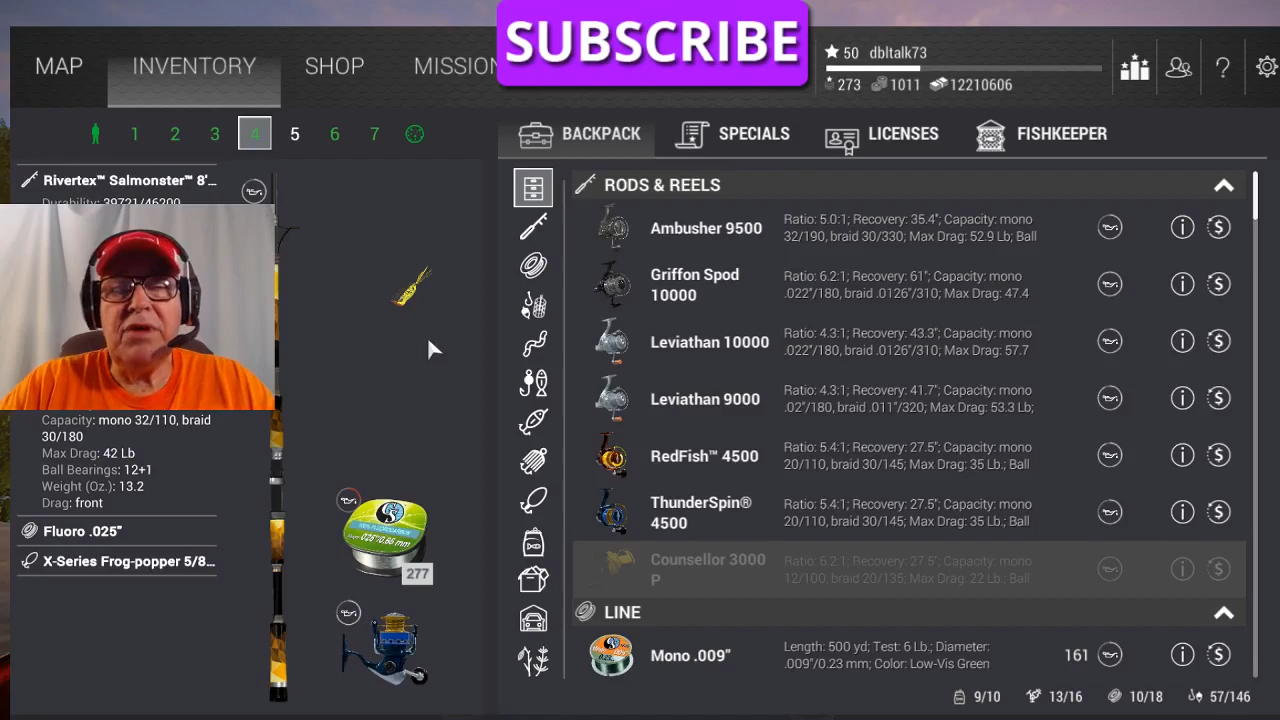 SUBSCRIBE
MAP
INVENTORY
SHOP
MISSION
50 dbltalk73
273 1011 12210606
?
1 2 3 4 5 6 7
BACKPACK
SPECIALS
LICENSES
FISHKEEPER
Rivertex™ Salmonster™ 8'...
Durability: 39721/46200
Capacity: mono 32/110, braid
30/180
Max Drag: 42 Lb
Ball Bearings: 12+1
Weight (Oz.): 13.2
Drag: front
Fluoro .025"
X-Series Frog-popper 5/8...
277
RODS & REELS
Ambusher 9500
Ratio: 5.0:1; Recovery: 35.4"; Capacity: mono
32/190, braid 30/330; Max Drag: 52.9 Lb; Ball
Griffon Spod
10000
Ratio: 6.2:1; Recovery: 61"; Capacity: mono
.022"/180, braid .0126"/310; Max Drag: 47.4
Leviathan 10000
Ratio: 4.3:1; Recovery: 43.3"; Capacity: mono
.022"/180, braid .0126"/310; Max Drag: 57.7
Leviathan 9000
Ratio: 4.3:1; Recovery: 41.7"; Capacity: mono
.02"/180, braid .011"/320; Max Drag: 53.3 Lb;
RedFish™ 4500
Ratio: 5.4:1; Recovery: 27.5"; Capacity: mono
20/110, braid 30/145; Max Drag: 35 Lb.; Ball
ThunderSpin®
4500
Ratio: 5.4:1; Recovery: 27.5"; Capacity: mono
20/110, braid 30/145; Max Drag: 35 Lb.; Ball
Counsellor 3000
P
Ratio: 6.2:1; Recovery: 27.5"; Capacity: mono
12/100, braid 20/135; Max Drag: 22 Lb.; Ball
LINE
Mono .009"
Length: 500 yd; Test: 6 Lb.; Diameter:
.009"/0.23 mm; Color: Low-Vis Green
161
9/10 13/16 10/18 57/146